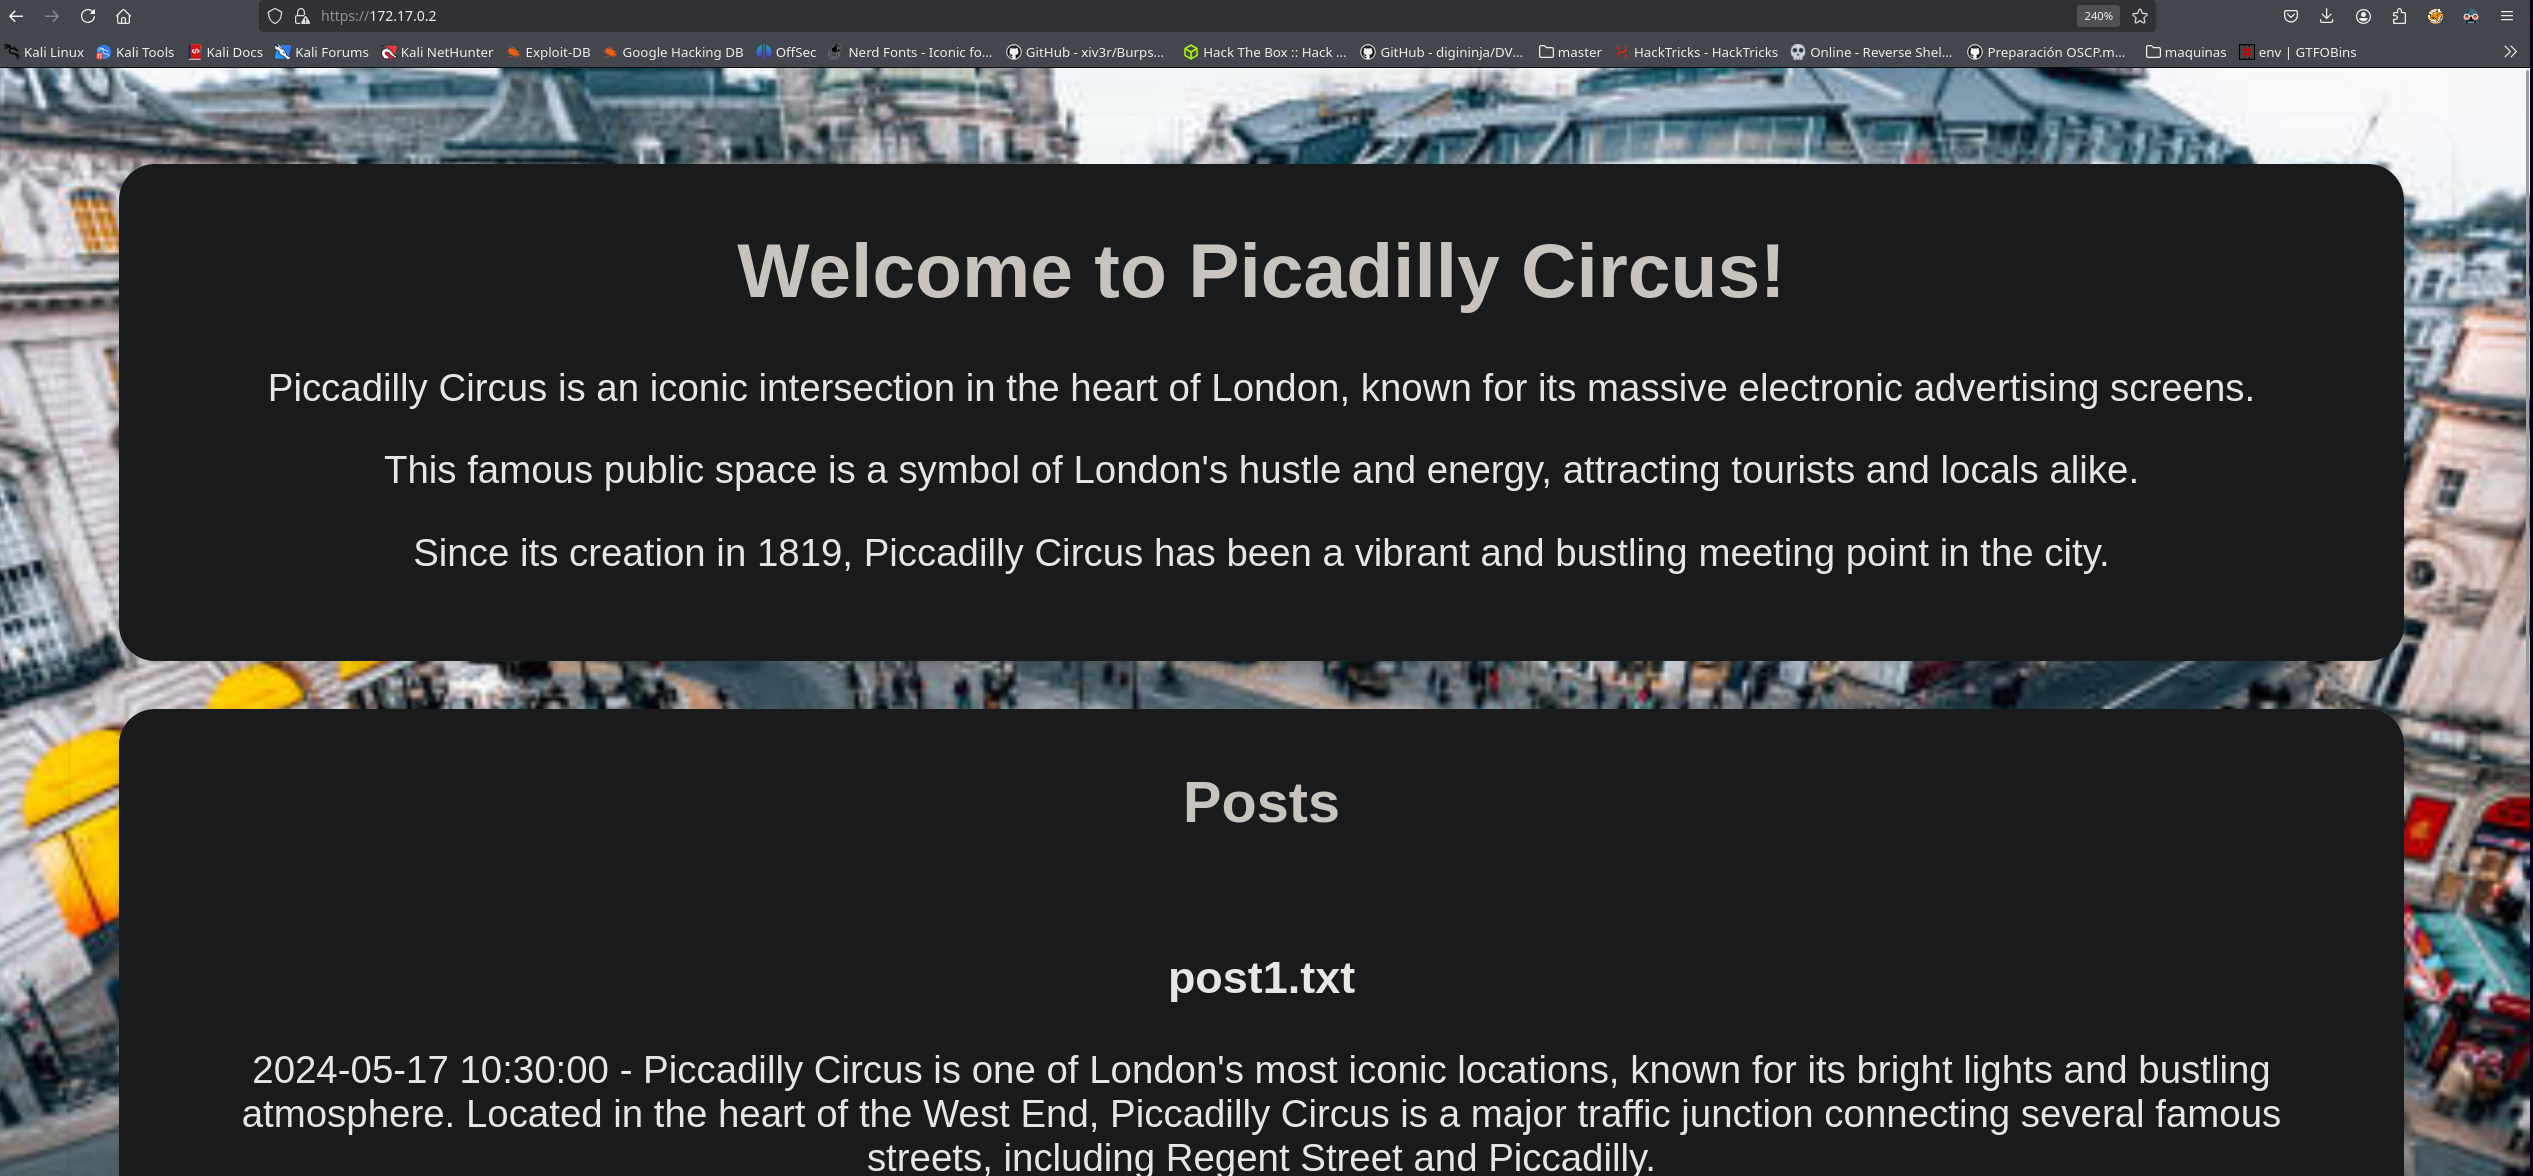 https://172.17.0.2
240%
Kali Linux Kali Tools Kali Docs Kali Forums Kali NetHunter Exploit-DB Google Hacking DB OffSec Nerd Fonts - Iconic fo... GitHub - xiv3r/Burps... Hack The Box :: Hack ... GitHub - digininja/DV... master HackTricks - HackTricks Online - Reverse Shel... Preparación OSCP.m... maquinas env | GTFOBins
Welcome to Picadilly Circus!
Piccadilly Circus is an iconic intersection in the heart of London, known for its massive electronic advertising screens.
This famous public space is a symbol of London's hustle and energy, attracting tourists and locals alike.
Since its creation in 1819, Piccadilly Circus has been a vibrant and bustling meeting point in the city.
Posts
post1.txt
2024-05-17 10:30:00 - Piccadilly Circus is one of London's most iconic locations, known for its bright lights and bustling
atmosphere. Located in the heart of the West End, Piccadilly Circus is a major traffic junction connecting several famous
streets, including Regent Street and Piccadilly.